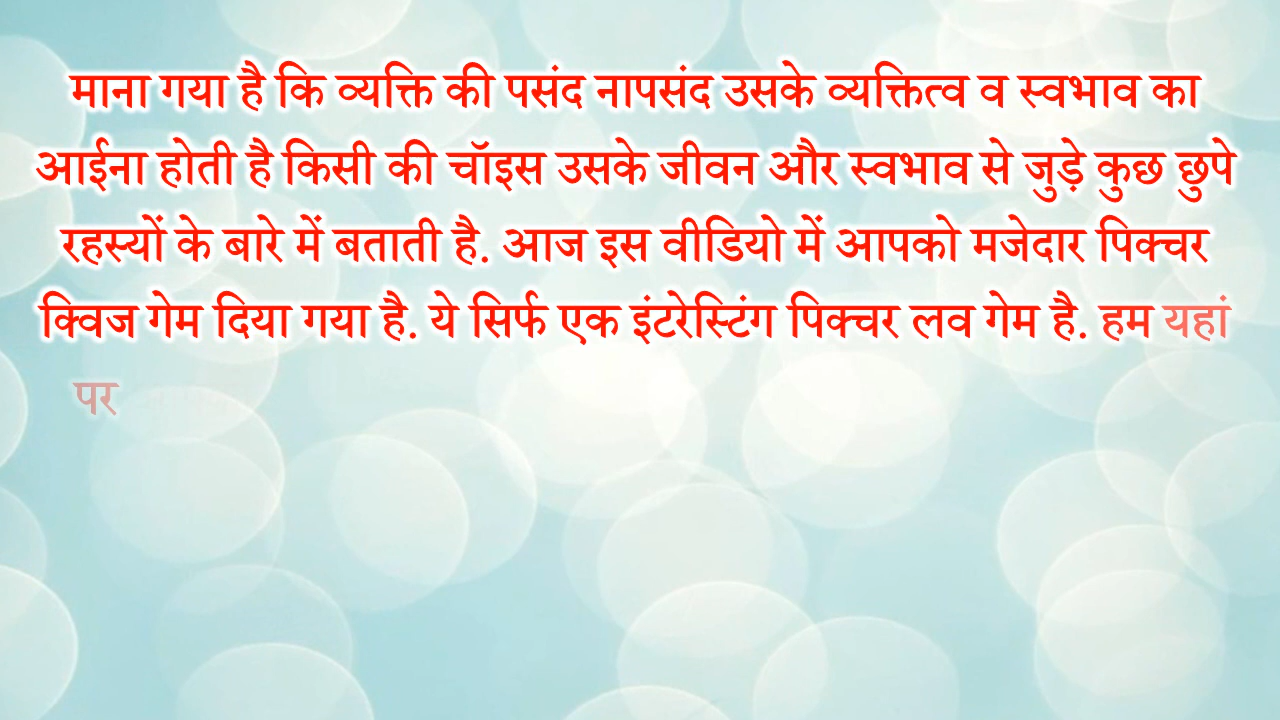 माना गया है कि व्यक्ति की पसंद नापसंद उसके व्यक्तित्व व स्वभाव का
आईना होती है किसी की चॉइस उसके जीवन और स्वभाव से जुड़े कुछ छुपे
रहस्यों के बारे में बताती है. आज इस वीडियो में आपको मजेदार पिक्चर
क्विज गेम दिया गया है. ये सिर्फ एक इंटरेस्टिंग पिक्चर लव गेम है. हम यहां
पर